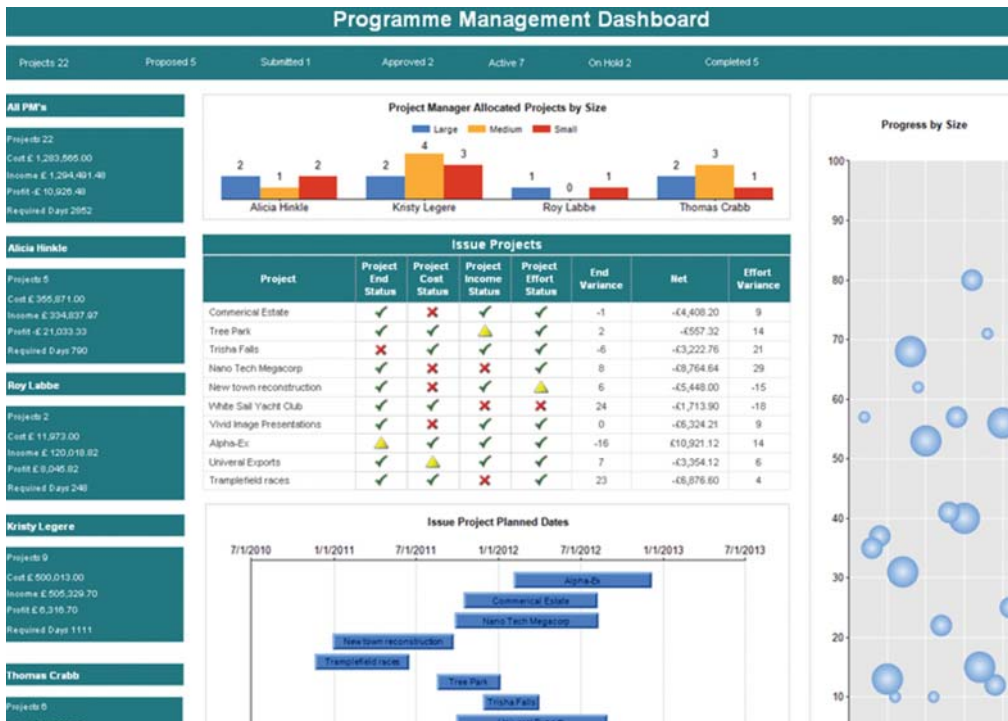 Programme Management Dashboard
Projects 22 Proposed 5 Submitted 1 Approved 2 Active 7 On Hold 2 Completed 5
All PM's
Projects 22
Cost £ 1,283,565.00
Income £ 1,294,491.48
Profit -£ 10,926.48
Required Days 2852
Alicia Hinkle
Projects 5
Cost £ 355,871.00
Income £ 334,837.97
Profit -£ 21,033.33
Required Days 790
Roy Labbe
Projects 2
Cost £ 11,973.00
Income £ 120,018.82
Profit £ 8,045.82
Required Days 248
Kristy Legere
Projects 9
Cost £ 500,013.00
Income £ 506,329.70
Profit £ 6,316.70
Required Days 1111
Thomas Crabb
Projects 6
Project Manager Allocated Projects by Size
Large Medium Small
2 1 2 2 4 3 1 0 1 2 3 1
Alicia Hinkle Kristy Legere Roy Labbe Thomas Crabb
Issue Projects
Project Project End Status Project Cost Status Project Income Status Project Effort Status End Variance Net Effort Variance
Commerical Estate -1 -£4,408.20 9
Tree Park 2 -£557.32 14
Trisha Falls -6 -£3,222.76 21
Nano Tech Megacorp 8 -£8,764.64 29
New town reconstruction 6 -£5,448.00 -15
White Sail Yacht Club 24 -£1,713.90 -18
Vivid Image Presentations 0 -£6,324.21 9
Alpha-Ex -16 £10,921.12 14
Univeral Exports 7 -£3,354.12 6
Tramplefield races 23 -£6,876.60 4
Issue Project Planned Dates
7/1/2010 1/1/2011 7/1/2011 1/1/2012 7/1/2012 1/1/2013 7/1/2013
Alpha-Ex
Commerical Estate
Nano Tech Megacorp
New town reconstruction
Tramplefield races
Tree Park
Trisha Falls
Progress by Size
100
90
80
70
60
50
40
30
20
10